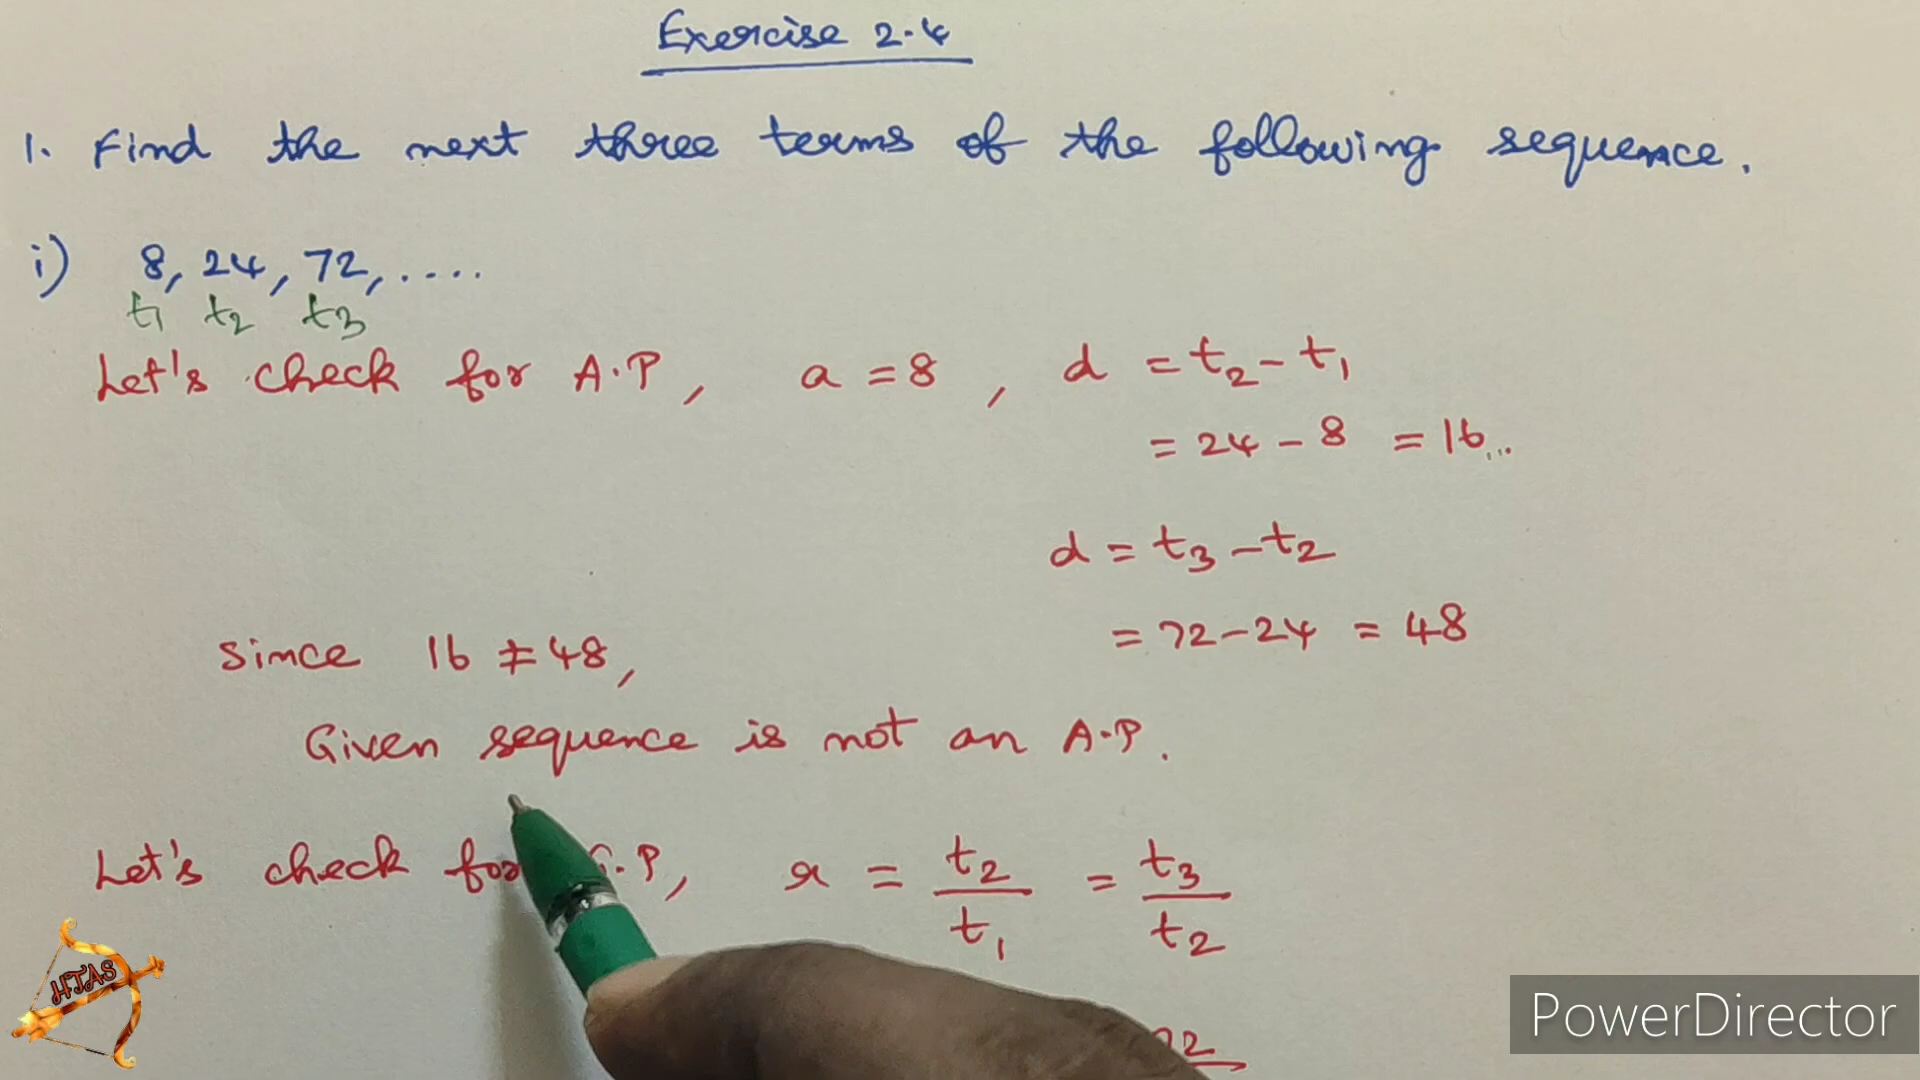 Exercise 2.4
1. Find the next three terms of the following sequence.
i) 8, 24, 72, ....
t1 t2 t3
Let's check for A.P, a = 8 , d = t2 - t1
= 24 - 8 = 16...
d = t3 - t2
= 72 - 24 = 48
Since 16 ≠ 48,
Given sequence is not an A.P.
Let's check for G.P, r = t2/t1 = t3/t2
72
HTAS
PowerDirector